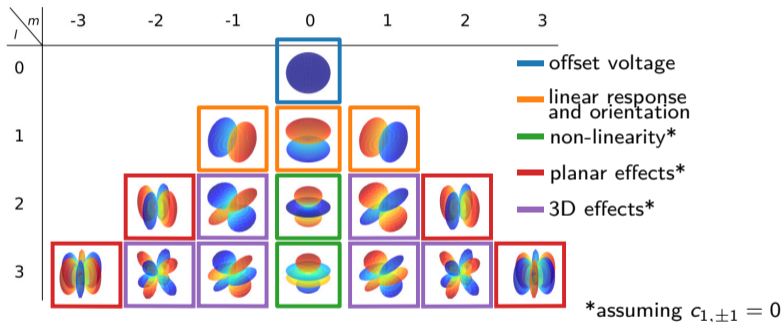 l m -3 -2 -1 0 1 2 3
0
offset voltage
linear response
and orientation
1
non-linearity*
planar effects*
2
3D effects*
3
*assuming c₁,±₁ = 0